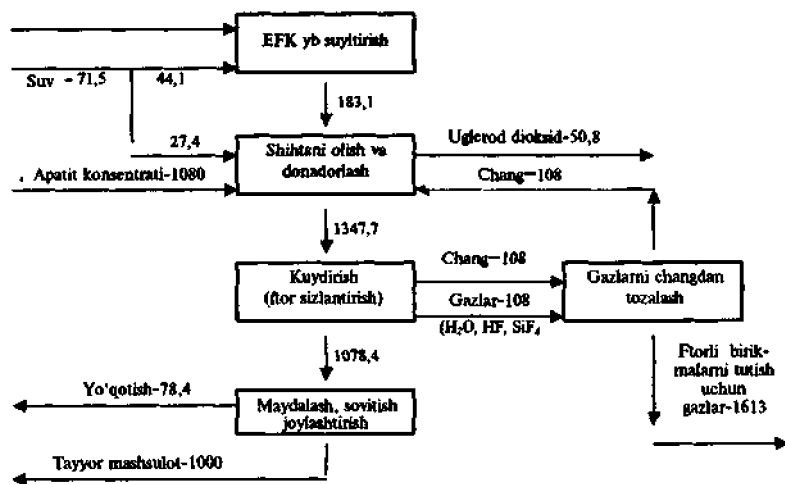 EFK yb suyltirish
Suv - 71,5
44,1
183,1
27,4
Shihtani olish va
donadorlash
Uglerod dioksid-50,8
Apatit konsentrati-1080
Chang-108
1347,7
Kuydirish
(ftor sizlantirish)
Chang-108
Gazlar-108
(H₂O, HF, SiF₄
Gazlarni changdan
tozalash
1078,4
Ftorli birik-
malarni tutish
uchun
gazlar-1613
Yo'qotish-78,4
Maydalash, sovitish
joylashtirish
Tayyor mashsulot-1000